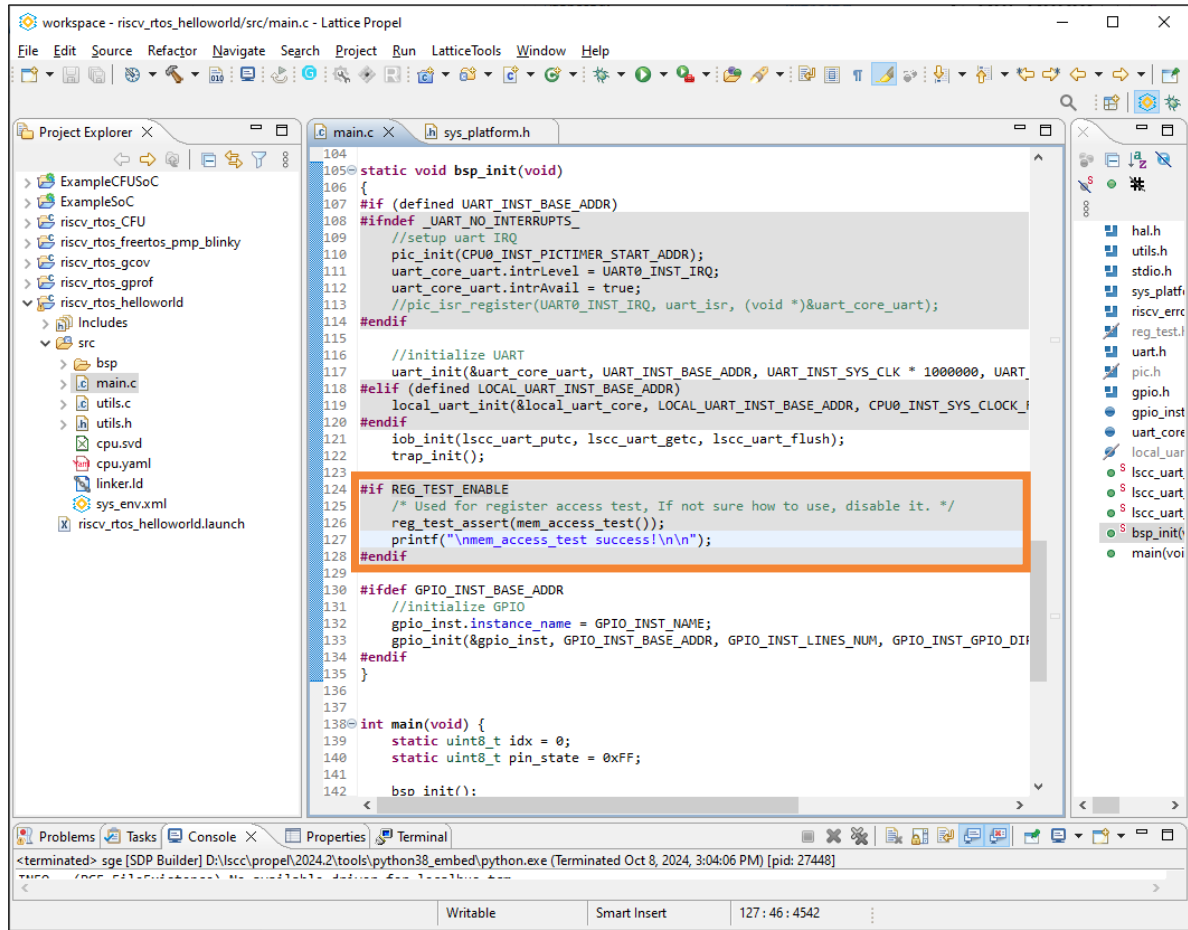 workspace - riscv_rtos_helloworld/src/main.c - Lattice Propel
File Edit Source Refactor Navigate Search Project Run LatticeTools Window Help
Project Explorer
ExampleCFUSoC
ExampleSoC
riscv_rtos_CFU
riscv_rtos_freertos_pmp_blinky
riscv_rtos_gcov
riscv_rtos_gprof
riscv_rtos_helloworld
Includes
src
bsp
main.c
utils.c
utils.h
cpu.svd
cpu.yaml
linker.ld
sys_env.xml
riscv_rtos_helloworld.launch
main.c sys_platform.h
104
105 static void bsp_init(void)
106 {
107 #if (defined UART_INST_BASE_ADDR)
108 #ifndef _UART_NO_INTERRUPTS_
109 //setup uart IRQ
110 pic_init(CPU0_INST_PICTIMER_START_ADDR);
111 uart_core_uart.intrLevel = UART0_INST_IRQ;
112 uart_core_uart.intrAvail = true;
113 //pic_isr_register(UART0_INST_IRQ, uart_isr, (void *)&uart_core_uart);
114 #endif
115
116 //initialize UART
117 uart_init(&uart_core_uart, UART_INST_BASE_ADDR, UART_INST_SYS_CLK * 1000000, UART_
118 #elif (defined LOCAL_UART_INST_BASE_ADDR)
119 local_uart_init(&local_uart_core, LOCAL_UART_INST_BASE_ADDR, CPU0_INST_SYS_CLOCK_
120 #endif
121 iob_init(lscc_uart_putc, lscc_uart_getc, lscc_uart_flush);
122 trap_init();
123
124 #if REG_TEST_ENABLE
125 /* Used for register access test, If not sure how to use, disable it. */
126 reg_test_assert(mem_access_test());
127 printf("\nmem_access_test success!\n\n");
128 #endif
129
130 #ifdef GPIO_INST_BASE_ADDR
131 //initialize GPIO
132 gpio_inst.instance_name = GPIO_INST_NAME;
133 gpio_init(&gpio_inst, GPIO_INST_BASE_ADDR, GPIO_INST_LINES_NUM, GPIO_INST_GPIO_DI
134 #endif
135 }
136
137
138 int main(void) {
139 static uint8_t idx = 0;
140 static uint8_t pin_state = 0xFF;
141
142 bsp_init();
hal.h
utils.h
stdio.h
sys_platf
riscv_erro
reg_test.h
uart.h
pic.h
gpio.h
gpio_inst
uart_core
local_uar
lscc_uart_
lscc_uart_
lscc_uart_
bsp_init(
main(voi
Problems Tasks Console Properties Terminal
<terminated> sge [SDP Builder] D:\lscc\propel\2024.2\tools\python38_embed\python.exe (Terminated Oct 8, 2024, 3:04:06 PM) [pid: 27448]
Writable Smart Insert 127 : 46 : 4542